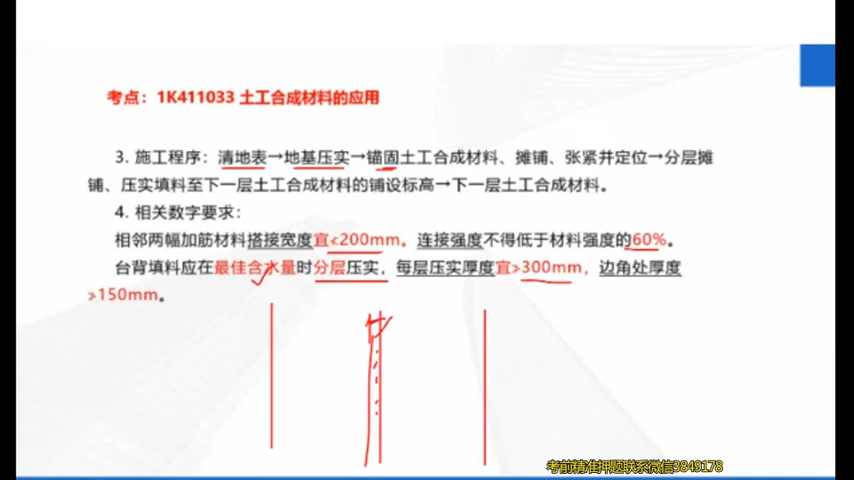 考点：1K411033 土工合成材料的应用
3. 施工程序：清地表→地基压实→锚固土工合成材料、摊铺、张紧并定位→分层摊
铺、压实填料至下一层土工合成材料的铺设标高→下一层土工合成材料。
4. 相关数字要求：
相邻两幅加筋材料搭接宽度宜≮200mm。连接强度不得低于材料强度的60%。
台背填料应在最佳含水量时分层压实，每层压实厚度宜≯300mm，边角处厚度
≯150mm。
考前精准押题联系微信3849178